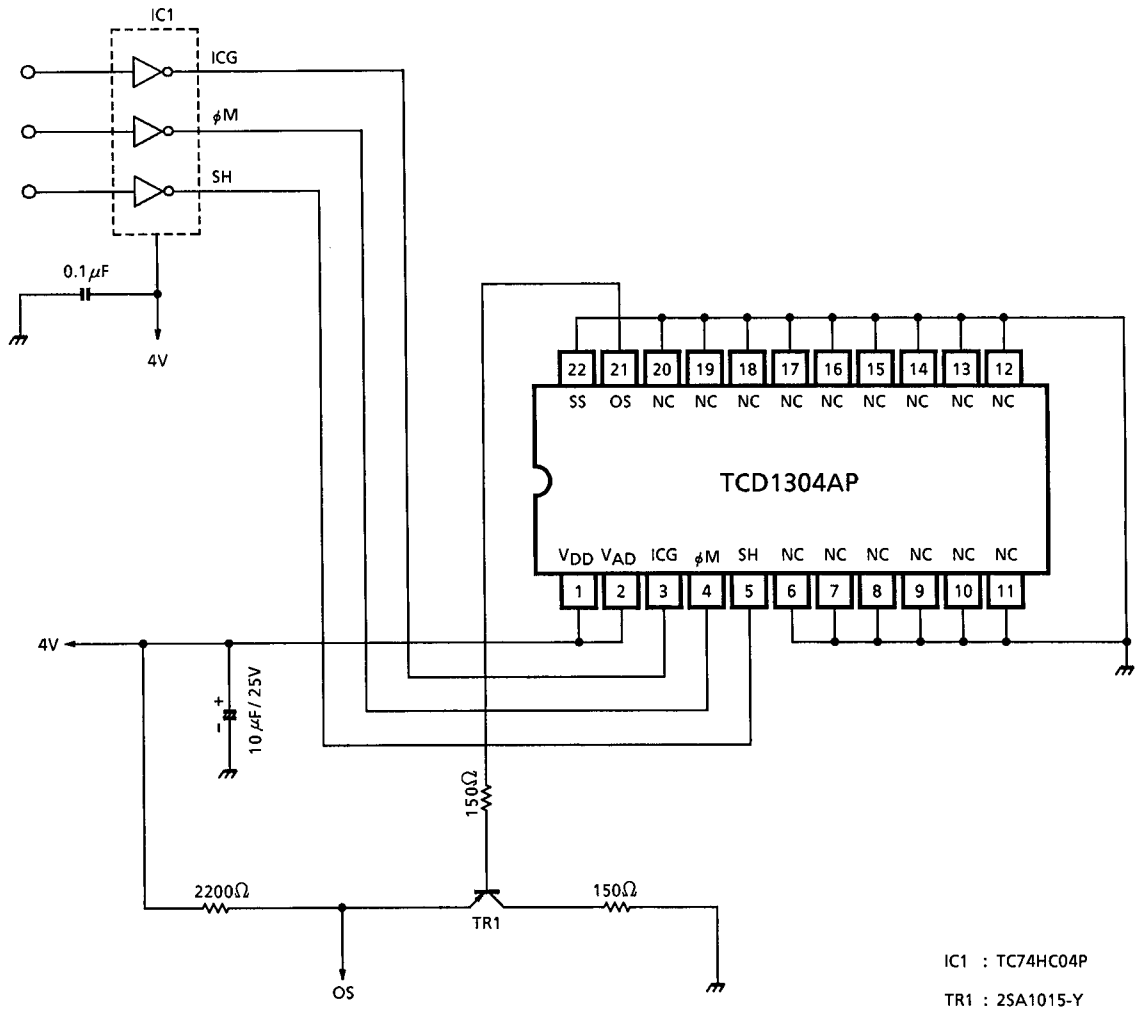 IC1
ICG
φM
SH
0.1μF
4V
22 21 20 19 18 17 16 15 14 13 12
SS OS NC NC NC NC NC NC NC NC NC
TCD1304AP
VDD VAD ICG φM SH NC NC NC NC NC NC
1 2 3 4 5 6 7 8 9 10 11
4V
+
-
10 μF/25V
150Ω
2200Ω
150Ω
TR1
OS
IC1 : TC74HC04P
TR1 : 2SA1015-Y